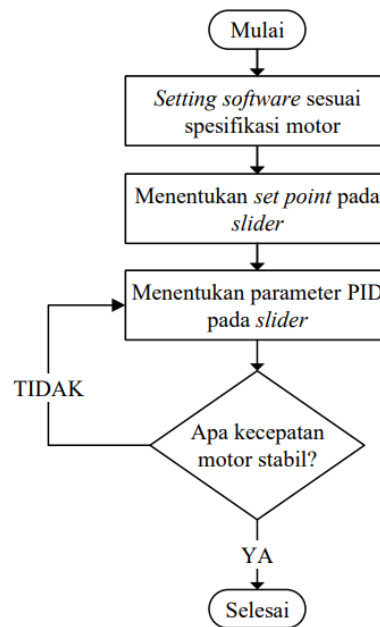 Mulai
Setting software sesuai
spesifikasi motor
Menentukan set point pada
slider
Menentukan parameter PID
pada slider
TIDAK
Apa kecepatan
motor stabil?
YA
Selesai